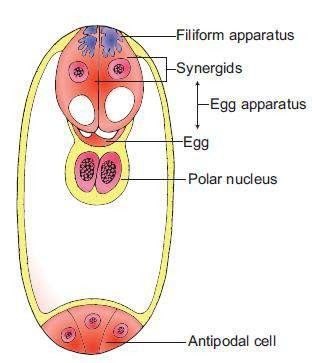 Filiform apparatus
Synergids
Egg apparatus
Egg
Polar nucleus
Antipodal cell